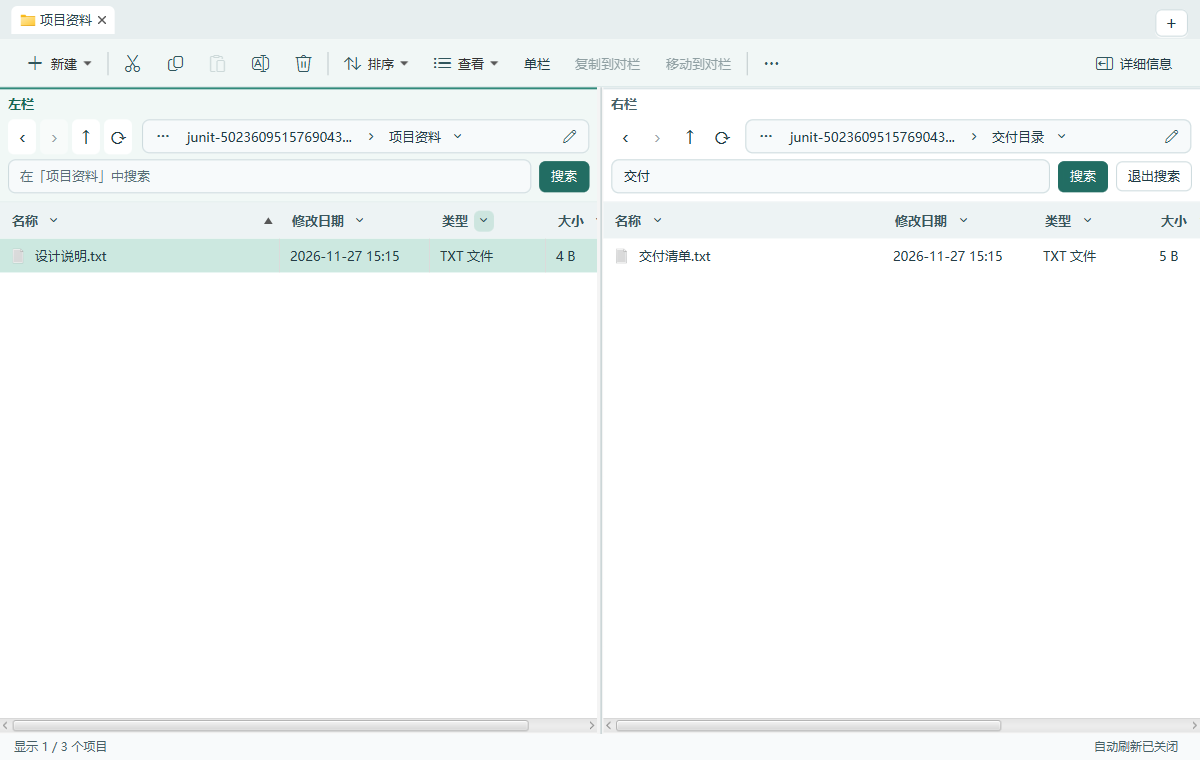 项目资料
+
新建 排序 查看 单栏 复制到对栏 移动到对栏 ··· 详细信息
左栏
··· junit-5023609515769043... › 项目资料
在「项目资料」中搜索 搜索
名称 修改日期 类型 大小
设计说明.txt 2026-11-27 15:15 TXT 文件 4 B
右栏
··· junit-5023609515769043... › 交付目录
交付 搜索 退出搜索
名称 修改日期 类型 大小
交付清单.txt 2026-11-27 15:15 TXT 文件 5 B
显示 1 / 3 个项目
自动刷新已关闭